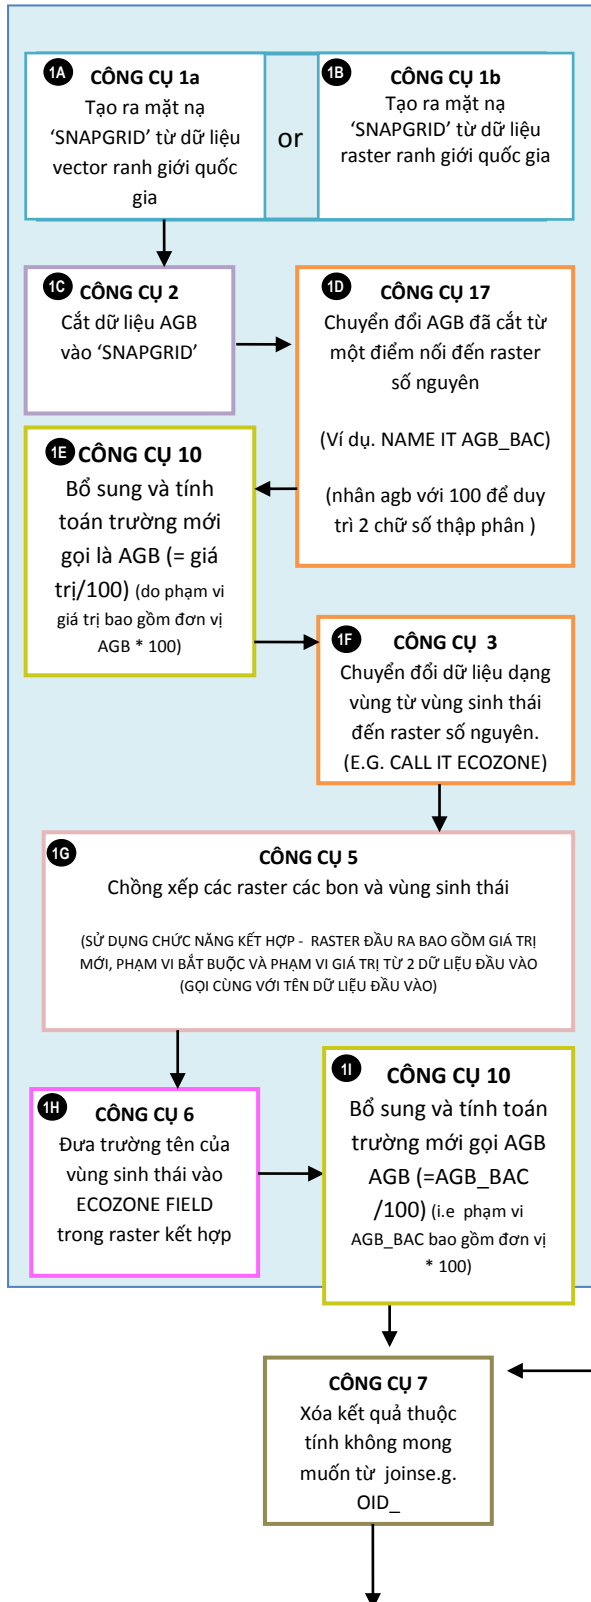 1A
CÔNG CỤ 1a
Tạo ra mặt nạ
‘SNAPGRID’ từ dữ liệu
vector ranh giới quốc
gia
or
1B
CÔNG CỤ 1b
Tạo ra mặt nạ
‘SNAPGRID’ từ dữ liệu
raster ranh giới quốc gia
1C
CÔNG CỤ 2
Cắt dữ liệu AGB
vào ‘SNAPGRID’
1D
CÔNG CỤ 17
Chuyển đổi AGB đã cắt từ
một điểm nối đến raster
số nguyên
(Ví dụ. NAME IT AGB_BAC)
(nhân agb với 100 để duy
trì 2 chữ số thập phân )
1E
CÔNG CỤ 10
Bổ sung và tính
toán trường mới
gọi là AGB (= giá
trị/100) (do phạm vi
giá trị bao gồm đơn vị
AGB * 100)
1F
CÔNG CỤ 3
Chuyển đổi dữ liệu dạng
vùng từ vùng sinh thái
đến raster số nguyên.
(E.G. CALL IT ECOZONE)
1G
CÔNG CỤ 5
Chồng xếp các raster các bon và vùng sinh thái
(SỬ DỤNG CHỨC NĂNG KẾT HỢP - RASTER ĐẦU RA BAO GỒM GIÁ TRỊ
MỚI, PHẠM VI BẮT BUỘC VÀ PHẠM VI GIÁ TRỊ TỪ 2 DỮ LIỆU ĐẦU VÀO
(GỌI CÙNG VỚI TÊN DỮ LIỆU ĐẦU VÀO)
1H
CÔNG CỤ 6
Đưa trường tên của
vùng sinh thái vào
ECOZONE FIELD
trong raster kết hợp
1I
CÔNG CỤ 10
Bổ sung và tính toán
trường mới gọi AGB
AGB (=AGB_BAC
/100) (i.e phạm vi
AGB_BAC bao gồm đơn vị
* 100)
CÔNG CỤ 7
Xóa kết quả thuộc
tính không mong
muốn từ joinse.g.
OID_